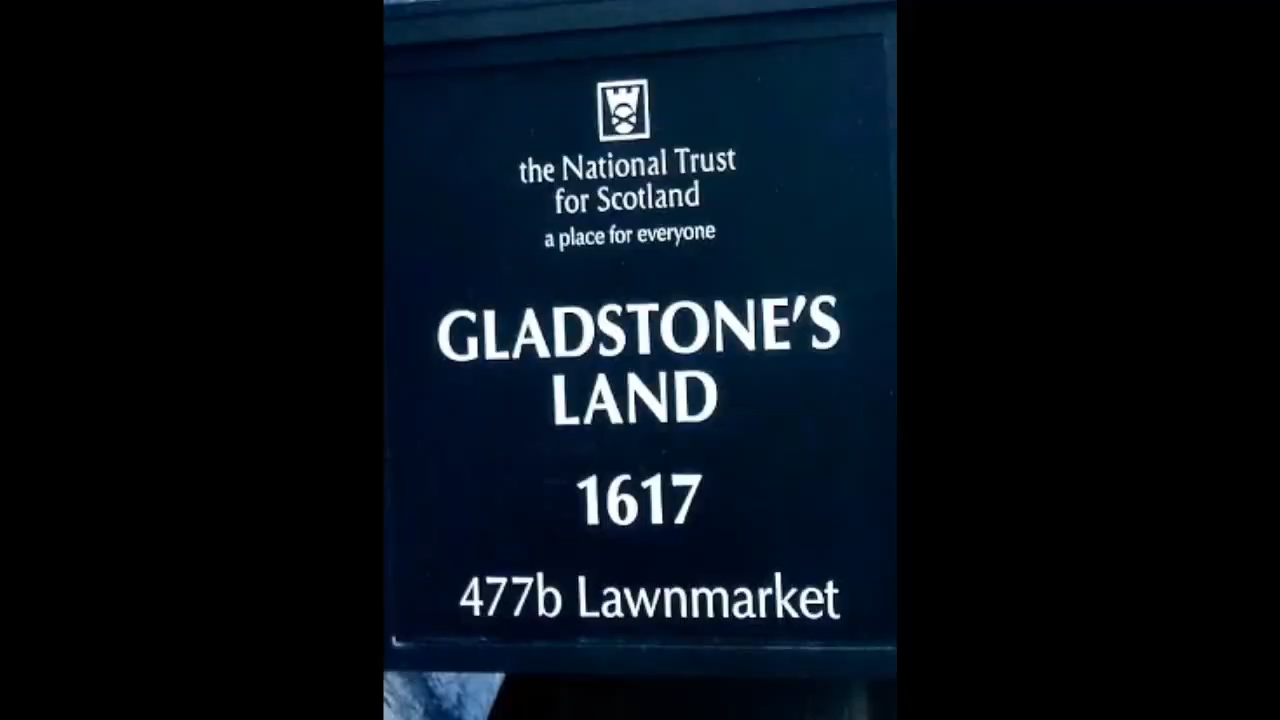 the National Trust
for Scotland
a place for everyone
GLADSTONE'S
LAND
1617
477b Lawnmarket